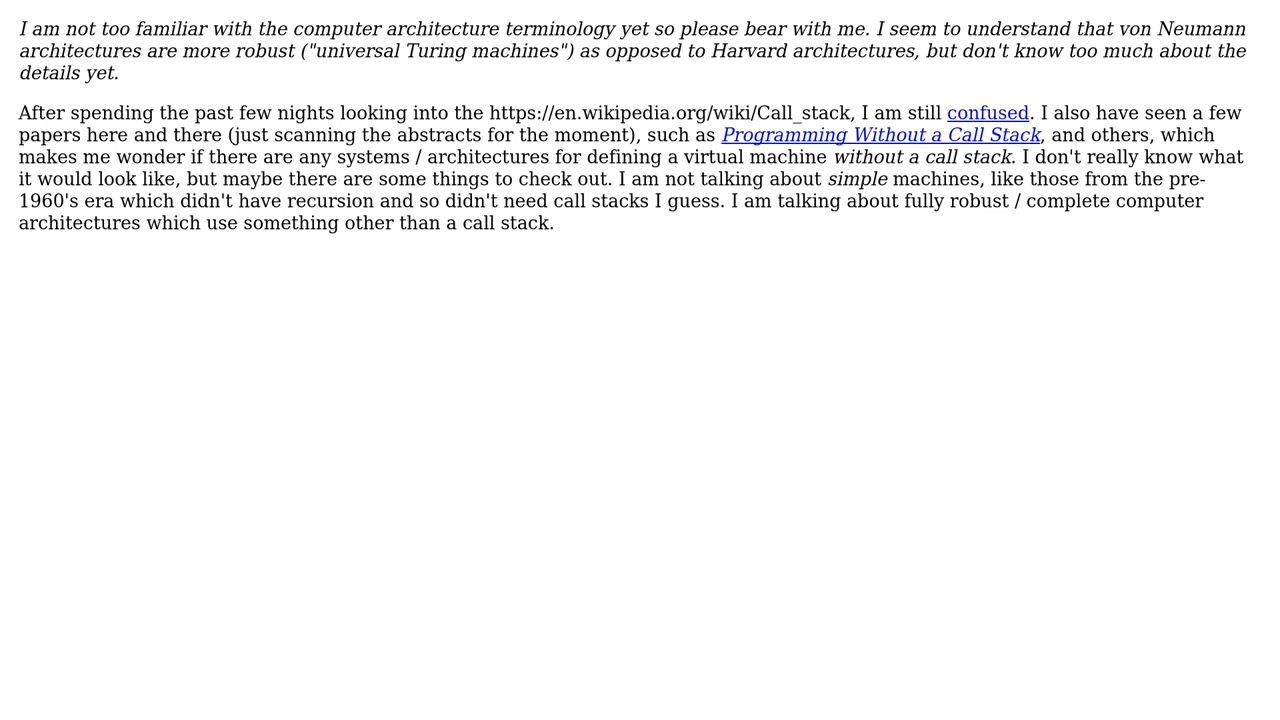 I am not too familiar with the computer architecture terminology yet so please bear with me. I seem to understand that von Neumann
architectures are more robust ("universal Turing machines") as opposed to Harvard architectures, but don't know too much about the
details yet.
After spending the past few nights looking into the https://en.wikipedia.org/wiki/Call_stack, I am still confused. I also have seen a few
papers here and there (just scanning the abstracts for the moment), such as Programming Without a Call Stack, and others, which
makes me wonder if there are any systems / architectures for defining a virtual machine without a call stack. I don't really know what
it would look like, but maybe there are some things to check out. I am not talking about simple machines, like those from the pre-
1960's era which didn't have recursion and so didn't need call stacks I guess. I am talking about fully robust / complete computer
architectures which use something other than a call stack.